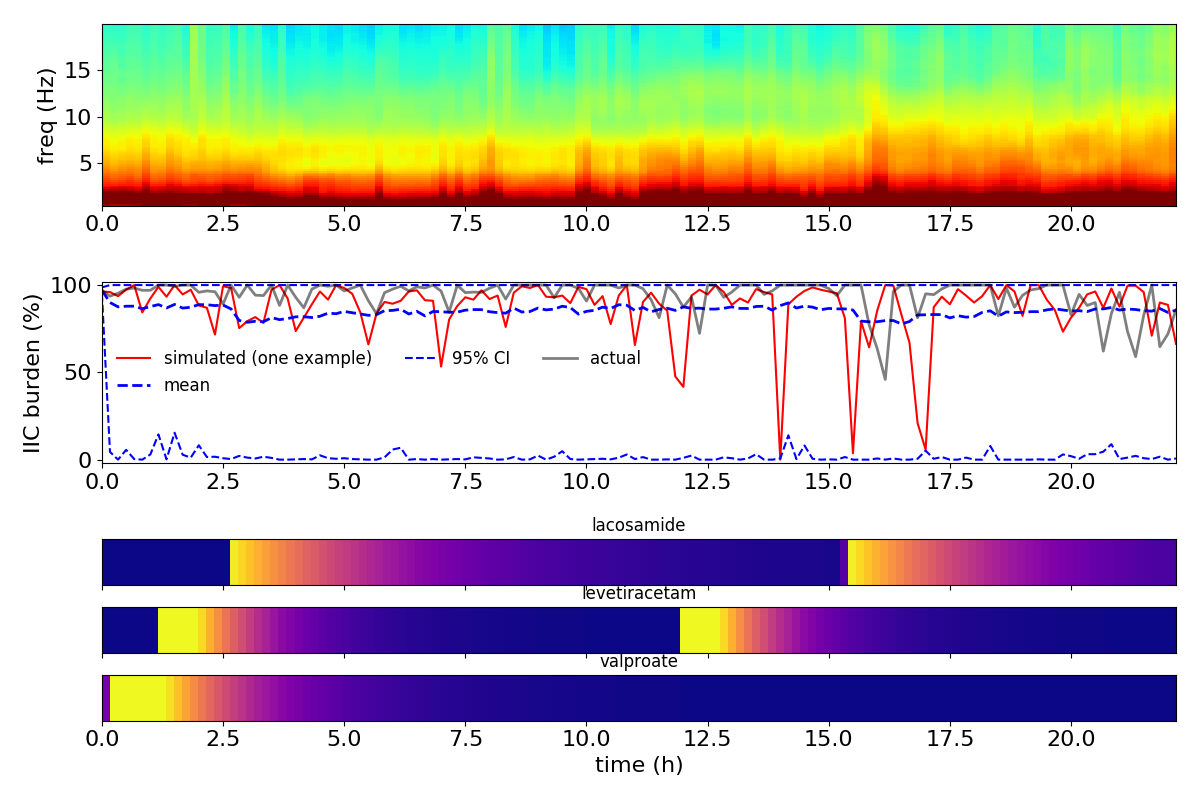 freq (Hz)
15
10
5
0.0 2.5 5.0 7.5 10.0 12.5 15.0 17.5 20.0
IIC burden (%)
100
50
0
simulated (one example) 95% CI actual
mean
0.0 2.5 5.0 7.5 10.0 12.5 15.0 17.5 20.0
lacosamide
levetiracetam
valproate
0.0 2.5 5.0 7.5 10.0 12.5 15.0 17.5 20.0
time (h)